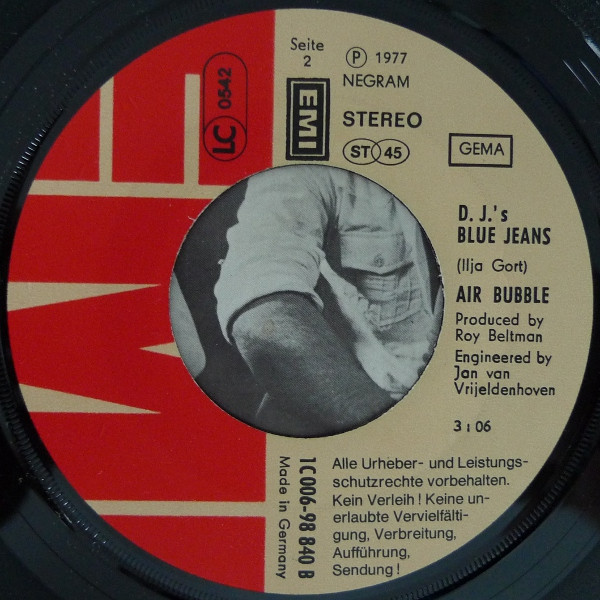 Seite
2
Ⓟ 1977
NEGRAM
LC 0542
EMI
STEREO
ST 45
GEMA
D. J.'s
BLUE JEANS
(Ilja Gort)
AIR BUBBLE
Produced by
Roy Beltman
Engineered by
Jan van
Vrijeldenhoven
3 : 06
1C 006-98 840 B
Made in Germany
Alle Urheber- und Leistungs-
schutzrechte vorbehalten.
Kein Verleih! Keine un-
erlaubte Vervielfälti-
gung, Verbreitung,
Aufführung,
Sendung!
EMI